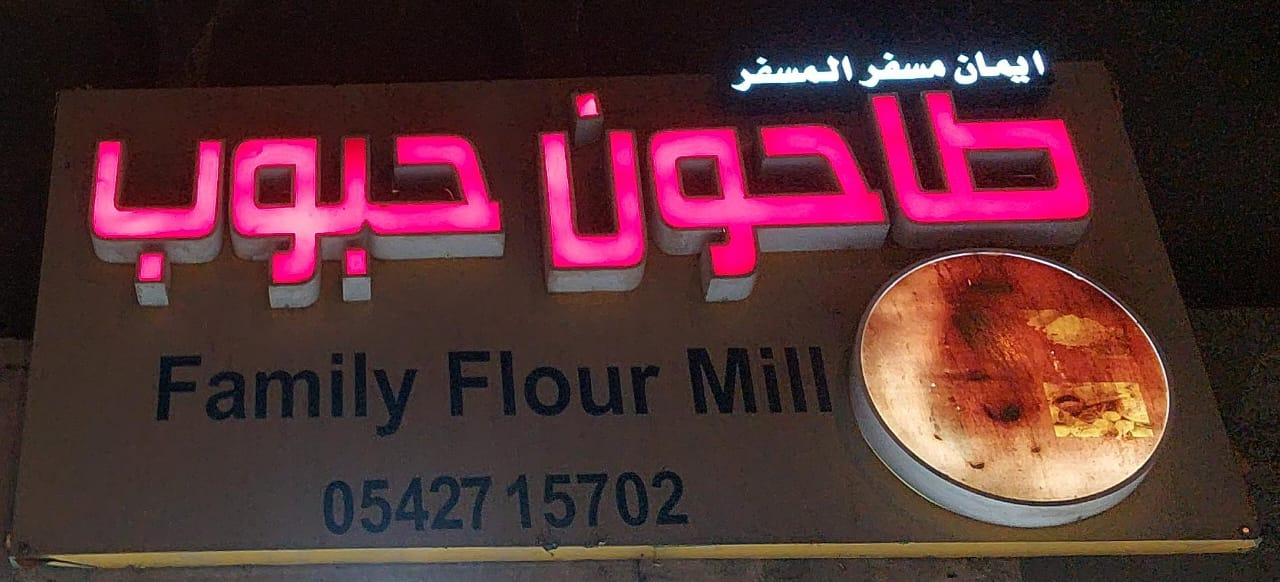 ايمان مسفر المسفر
طاحون حبوب
Family Flour Mill
0542715702